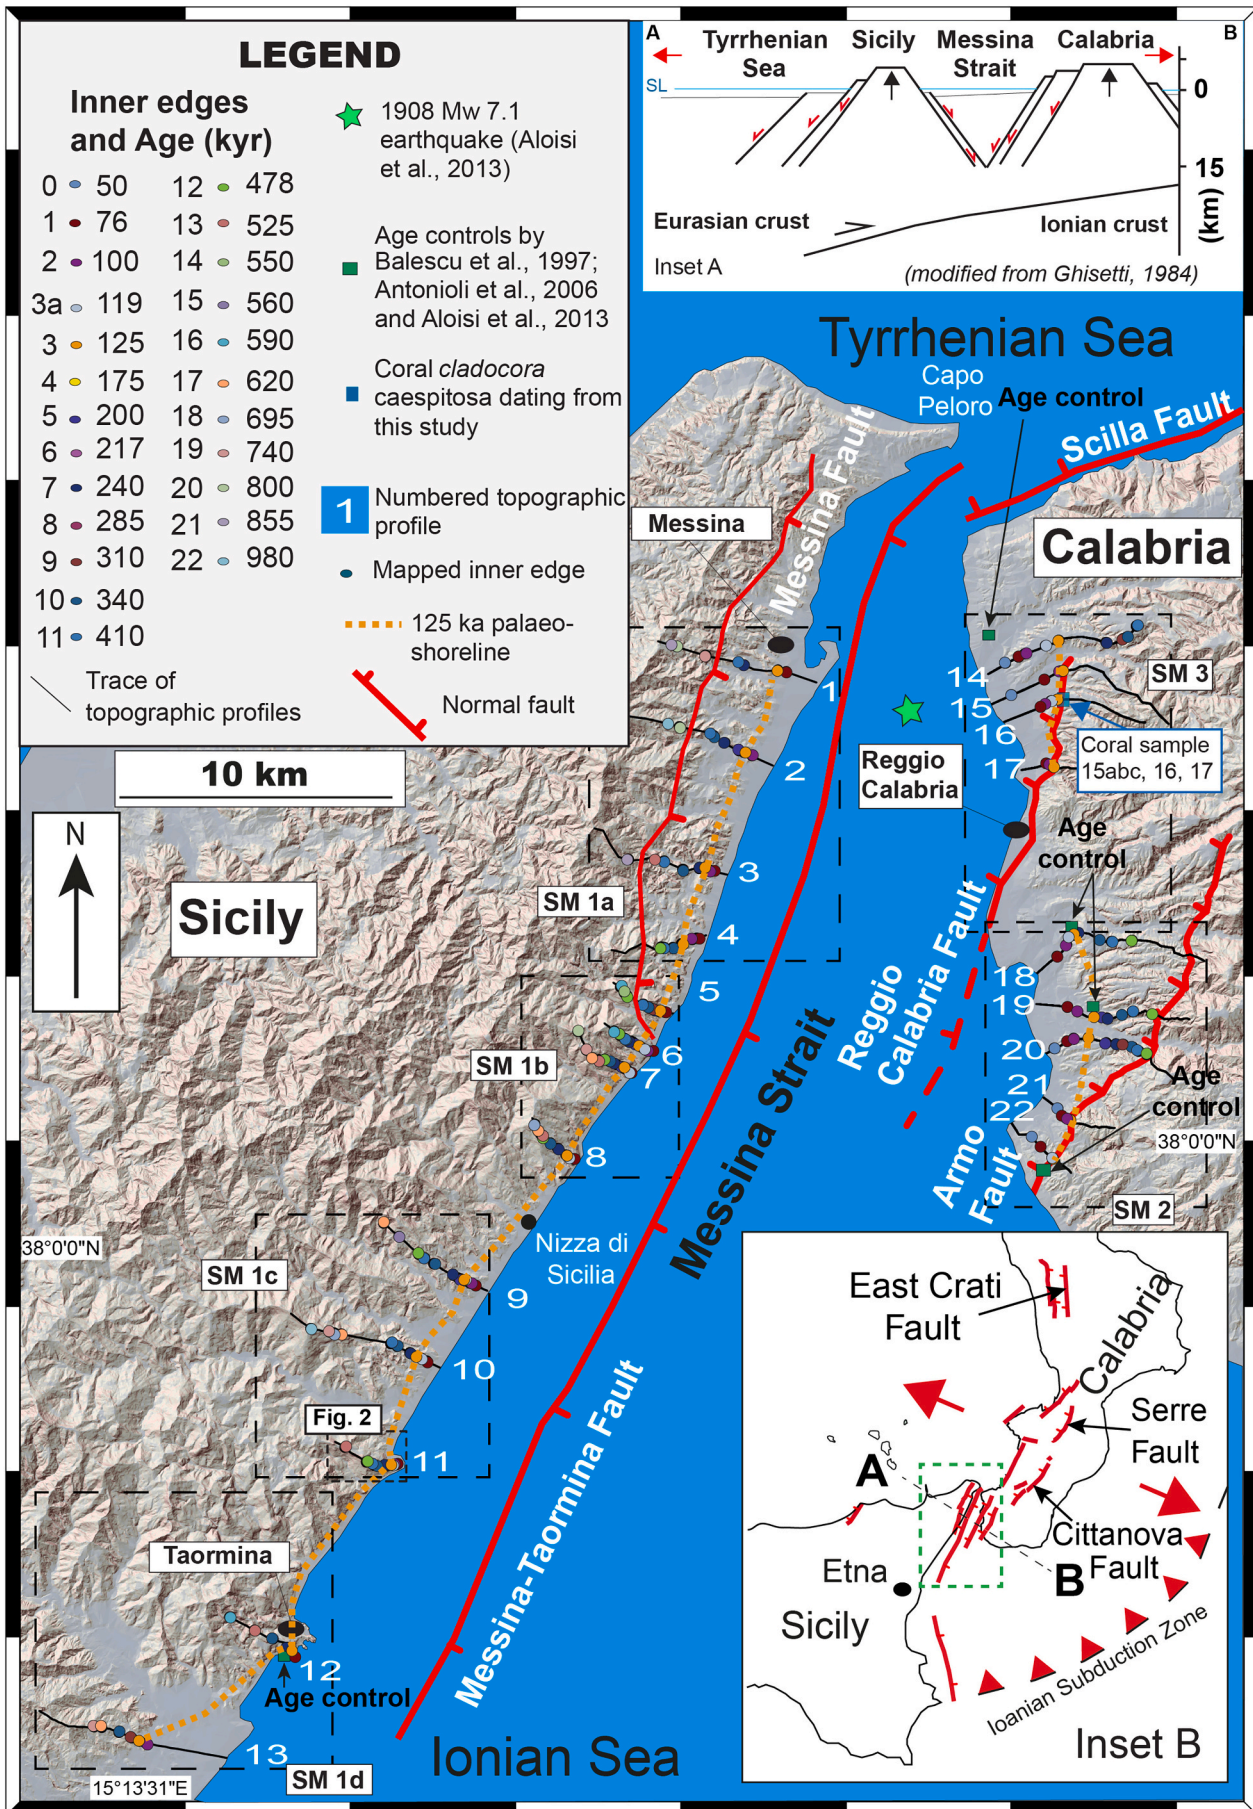 LEGEND
Inner edges
and Age (kyr)
0 50
1 76
2 100
3a 119
3 125
4 175
5 200
6 217
7 240
8 285
9 310
10 340
11 410
12 478
13 525
14 550
15 560
16 590
17 620
18 695
19 740
20 800
21 855
22 980
Trace of
topographic profiles
1908 Mw 7.1
earthquake (Aloisi
et al., 2013)
Age controls by
Balescu et al., 1997;
Antonioli et al., 2006
and Aloisi et al., 2013
Coral cladocora
caespitosa dating from
this study
1
Numbered topographic
profile
Mapped inner edge
125 ka palaeo-
shoreline
Normal fault
A
B
Tyrrhenian
Sea
Sicily
Messina
Strait
Calabria
SL
0
15
(km)
Eurasian crust
Ionian crust
Inset A
(modified from Ghisetti, 1984)
Tyrrhenian Sea
Capo
Peloro
Age control
Scilla Fault
Messina Fault
Messina
Calabria
SM 3
1
14
15
16
17
Coral sample
15abc, 16, 17
Reggio
Calabria
2
10 km
N
Sicily
3
SM 1a
4
Age
control
Reggio
Calabria Fault
18
19
20
21
22
Age
control
38°0'0"N
Armo
Fault
SM 2
5
6
7
SM 1b
8
Messina Strait
38°0'0"N
Nizza di
Sicilia
SM 1c
9
10
Fig. 2
11
Messina-Taormina Fault
Taormina
12
Age control
13
15°13'31"E
SM 1d
Ionian Sea
East Crati
Fault
Calabria
Serre
Fault
A
Cittanova
Fault
B
Etna
Sicily
Ioanian Subduction Zone
Inset B